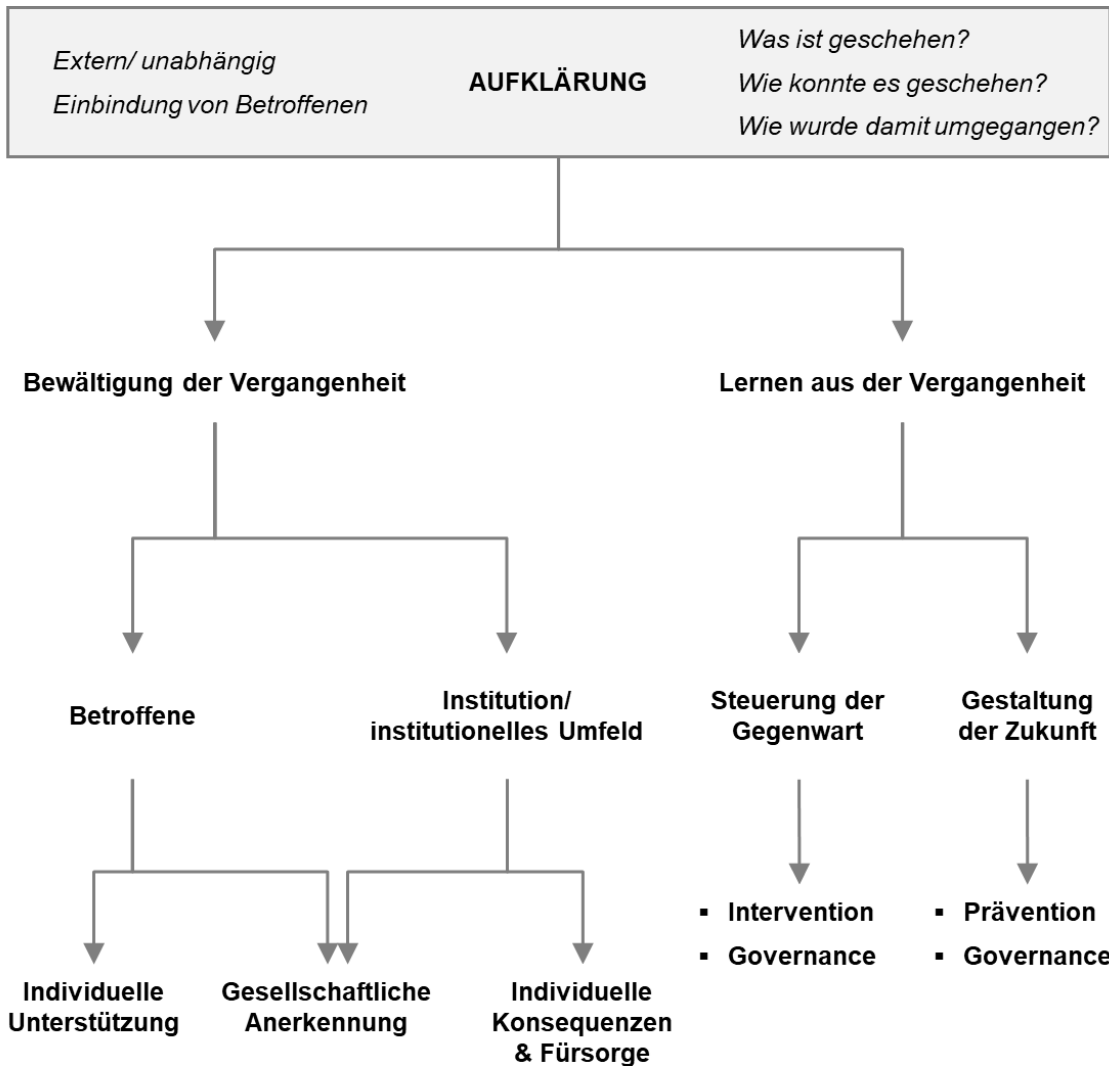 Extern/ unabhängig
Einbindung von Betroffenen
AUFKLÄRUNG
Was ist geschehen?
Wie konnte es geschehen?
Wie wurde damit umgegangen?
Bewältigung der Vergangenheit
Lernen aus der Vergangenheit
Betroffene
Institution/
institutionelles Umfeld
Steuerung der
Gegenwart
Gestaltung
der Zukunft
Individuelle
Unterstützung
Gesellschaftliche
Anerkennung
Individuelle
Konsequenzen
& Fürsorge
▪ Intervention
▪ Governance
▪ Prävention
▪ Governance